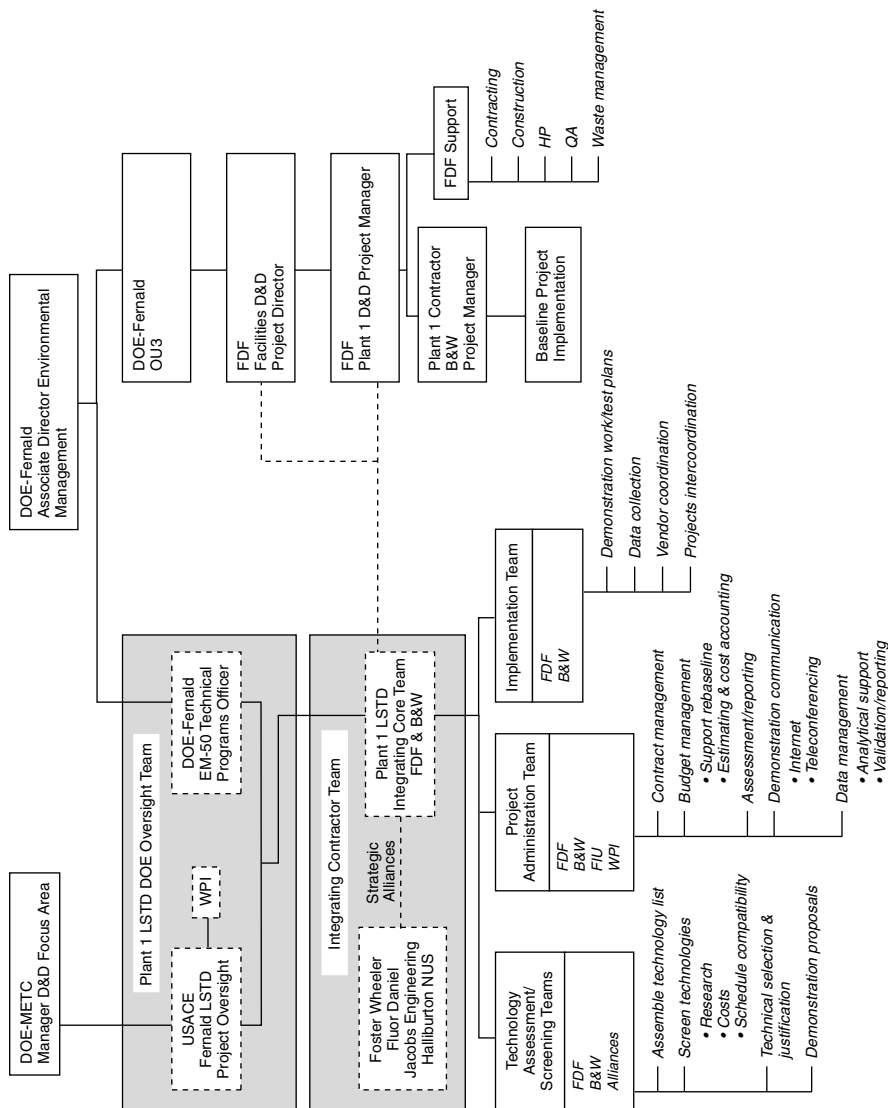 DOE-METC
Manager D&D Focus Area
DOE-Fernald
Associate Director Environmental
Management
Plant 1 LSTD DOE Oversight Team
USACE
Fernald LSTD
Project Oversight
WPI
DOE-Fernald
EM-50 Technical
Programs Officer
DOE-Fernald
OU3
Integrating Contractor Team
Foster Wheeler
Fluor Daniel
Jacobs Engineering
Halliburton NUS
Strategic
Alliances
Plant 1 LSTD
Integrating Core Team
FDF & B&W
FDF
Facilities D&D
Project Director
FDF
Plant 1 D&D Project Manager
Technology
Assessment/
Screening Teams
FDF
B&W
Alliances
Assemble technology list
Screen technologies
• Research
• Costs
• Schedule compatibility
Technical selection &
justification
Demonstration proposals
Project
Administration Team
FDF
B&W
FIU
WPI
Contract management
Budget management
• Support rebaseline
• Estimating & cost accounting
Assessment/reporting
Demonstration communication
• Internet
• Teleconferencing
Data management
• Analytical support
• Validation/reporting
Implementation Team
FDF
B&W
Demonstration work/test plans
Data collection
Vendor coordination
Projects intercoordination
Plant 1 Contractor
B&W
Project Manager
Baseline Project
Implementation
FDF Support
Contracting
Construction
HP
QA
Waste management